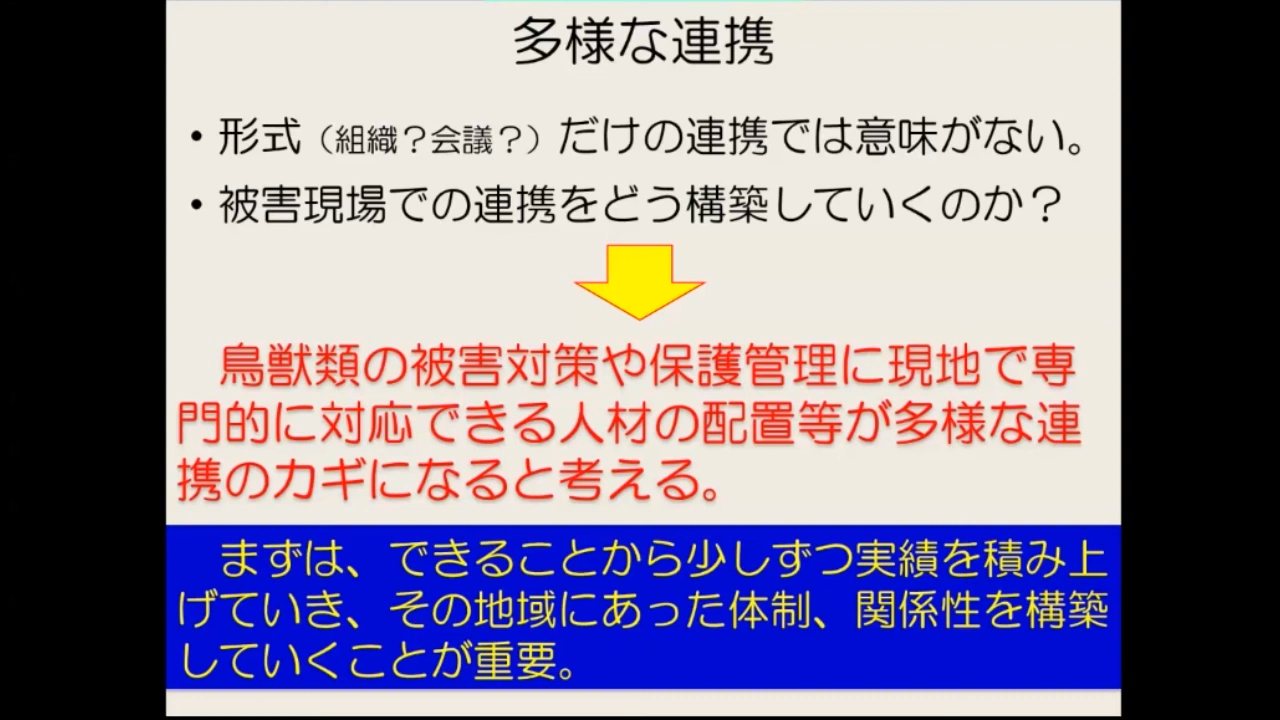 多様な連携
・形式（組織？会議？）だけの連携では意味がない。
・被害現場での連携をどう構築していくのか？
鳥獣類の被害対策や保護管理に現地で専
門的に対応できる人材の配置等が多様な連
携のカギになると考える。
まずは、できることから少しずつ実績を積み上
げていき、その地域にあった体制、関係性を構築
していくことが重要。